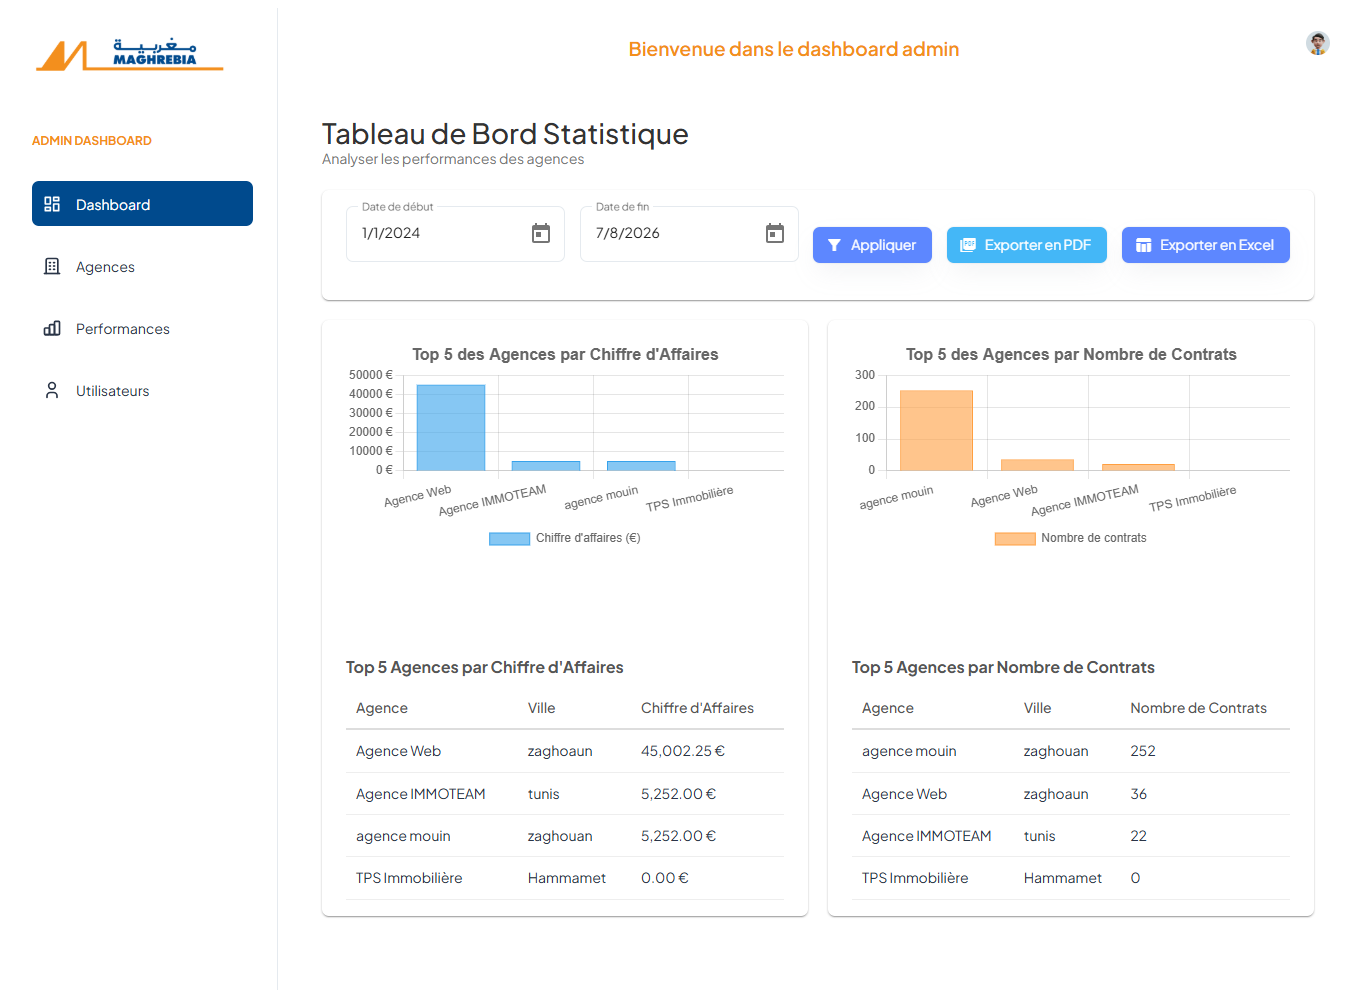 مغربية
MAGHREBIA
Bienvenue dans le dashboard admin
ADMIN DASHBOARD
Dashboard
Agences
Performances
Utilisateurs
Tableau de Bord Statistique
Analyser les performances des agences
Date de début
1/1/2024
Date de fin
7/8/2026
Appliquer
PDF
Exporter en PDF
Exporter en Excel
Top 5 des Agences par Chiffre d'Affaires
50000 €
40000 €
30000 €
20000 €
10000 €
0 €
Agence Web
Agence IMMOTEAM
agence mouin
TPS Immobilière
Chiffre d'affaires (€)
Top 5 Agences par Chiffre d'Affaires
Agence Ville Chiffre d'Affaires
Agence Web zaghoaun 45,002.25 €
Agence IMMOTEAM tunis 5,252.00 €
agence mouin zaghouan 5,252.00 €
TPS Immobilière Hammamet 0.00 €
Top 5 des Agences par Nombre de Contrats
300
200
100
0
agence mouin
Agence Web
Agence IMMOTEAM
TPS Immobilière
Nombre de contrats
Top 5 Agences par Nombre de Contrats
Agence Ville Nombre de Contrats
agence mouin zaghouan 252
Agence Web zaghoaun 36
Agence IMMOTEAM tunis 22
TPS Immobilière Hammamet 0